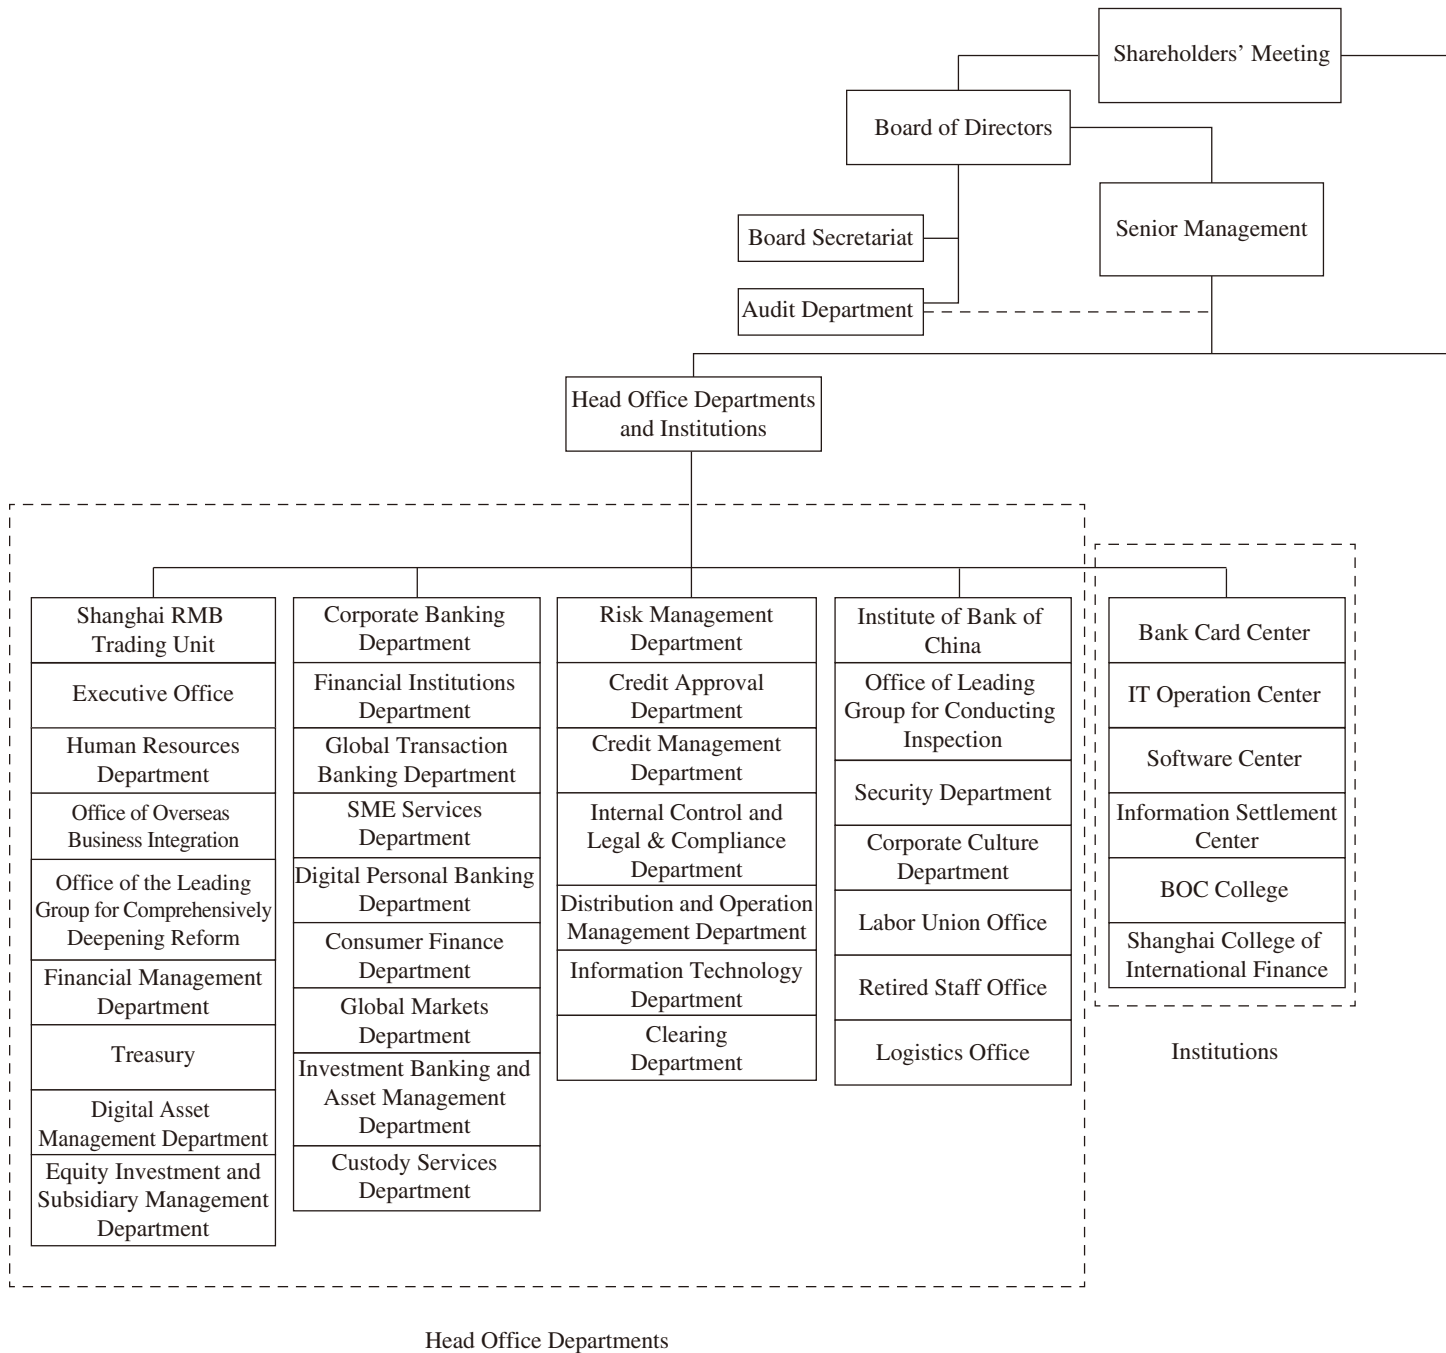 Shareholders’ Meeting
Board of Directors
Senior Management
Board Secretariat
Audit Department
Head Office Departments
and Institutions
Shanghai RMB
Trading Unit
Executive Office
Human Resources
Department
Office of Overseas
Business Integration
Office of the Leading
Group for Comprehensively
Deepening Reform
Financial Management
Department
Treasury
Digital Asset
Management Department
Equity Investment and
Subsidiary Management
Department
Corporate Banking
Department
Financial Institutions
Department
Global Transaction
Banking Department
SME Services
Department
Digital Personal Banking
Department
Consumer Finance
Department
Global Markets
Department
Investment Banking and
Asset Management
Department
Custody Services
Department
Risk Management
Department
Credit Approval
Department
Credit Management
Department
Internal Control and
Legal & Compliance
Department
Distribution and Operation
Management Department
Information Technology
Department
Clearing
Department
Institute of Bank of
China
Office of Leading
Group for Conducting
Inspection
Security Department
Corporate Culture
Department
Labor Union Office
Retired Staff Office
Logistics Office
Bank Card Center
IT Operation Center
Software Center
Information Settlement
Center
BOC College
Shanghai College of
International Finance
Institutions
Head Office Departments